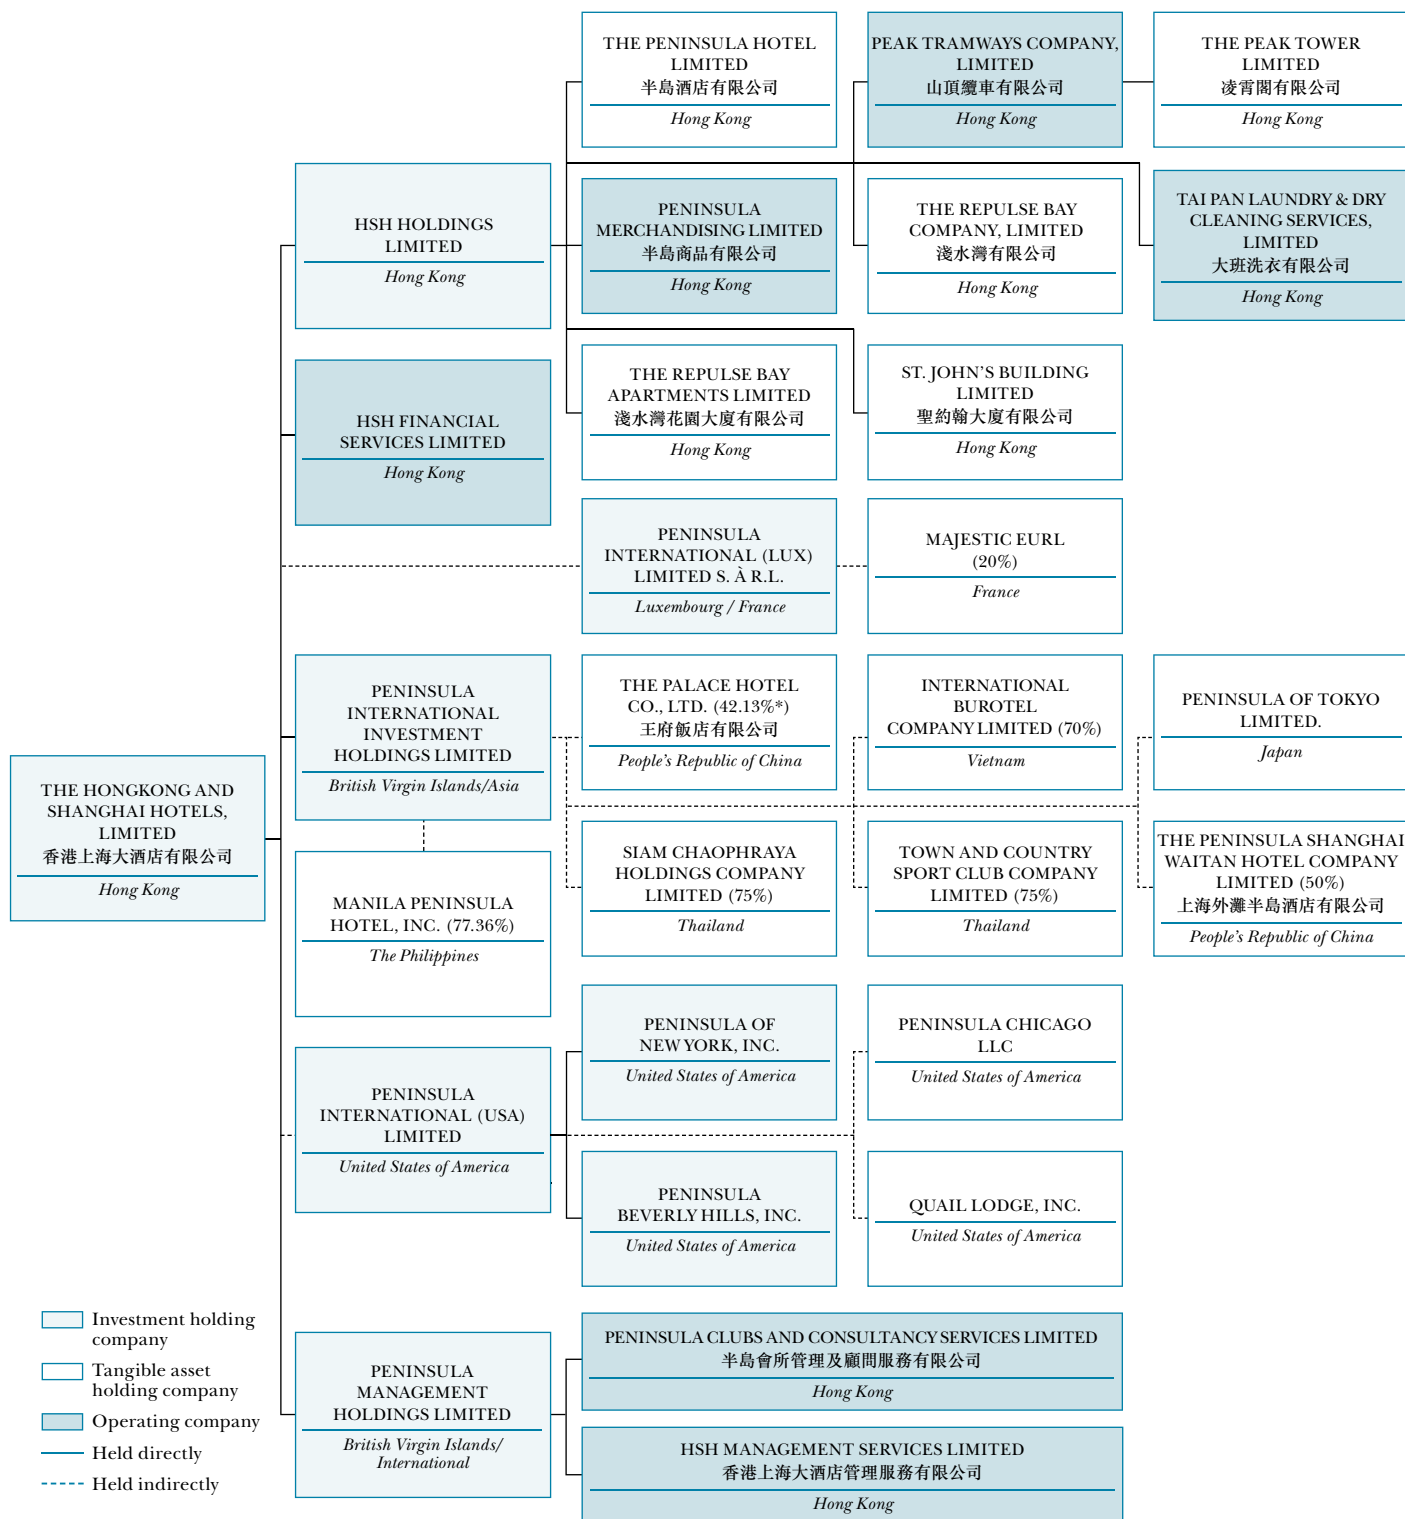 THE PENINSULA HOTEL
LIMITED
半島酒店有限公司
Hong Kong
PEAK TRAMWAYS COMPANY,
LIMITED
山頂纜車有限公司
Hong Kong
THE PEAK TOWER
LIMITED
凌霄閣有限公司
Hong Kong
HSH HOLDINGS
LIMITED
Hong Kong
PENINSULA
MERCHANDISING LIMITED
半島商品有限公司
Hong Kong
THE REPULSE BAY
COMPANY, LIMITED
淺水灣有限公司
Hong Kong
TAI PAN LAUNDRY & DRY
CLEANING SERVICES,
LIMITED
大班洗衣有限公司
Hong Kong
HSH FINANCIAL
SERVICES LIMITED
Hong Kong
THE REPULSE BAY
APARTMENTS LIMITED
淺水灣花園大廈有限公司
Hong Kong
ST. JOHN'S BUILDING
LIMITED
聖約翰大廈有限公司
Hong Kong
PENINSULA
INTERNATIONAL (LUX)
LIMITED S. À R.L.
Luxembourg / France
MAJESTIC EURL
(20%)
France
PENINSULA
INTERNATIONAL
INVESTMENT
HOLDINGS LIMITED
British Virgin Islands/Asia
THE PALACE HOTEL
CO., LTD. (42.13%*)
王府飯店有限公司
People's Republic of China
INTERNATIONAL
BUROTEL
COMPANY LIMITED (70%)
Vietnam
PENINSULA OF TOKYO
LIMITED.
Japan
THE HONGKONG AND
SHANGHAI HOTELS,
LIMITED
香港上海大酒店有限公司
Hong Kong
MANILA PENINSULA
HOTEL, INC. (77.36%)
The Philippines
SIAM CHAOPHRAYA
HOLDINGS COMPANY
LIMITED (75%)
Thailand
TOWN AND COUNTRY
SPORT CLUB COMPANY
LIMITED (75%)
Thailand
THE PENINSULA SHANGHAI
WAITAN HOTEL COMPANY
LIMITED (50%)
上海外灘半島酒店有限公司
People's Republic of China
PENINSULA
INTERNATIONAL (USA)
LIMITED
United States of America
PENINSULA OF
NEW YORK, INC.
United States of America
PENINSULA CHICAGO
LLC
United States of America
PENINSULA
BEVERLY HILLS, INC.
United States of America
QUAIL LODGE, INC.
United States of America
PENINSULA
MANAGEMENT
HOLDINGS LIMITED
British Virgin Islands/
International
PENINSULA CLUBS AND CONSULTANCY SERVICES LIMITED
半島會所管理及顧問服務有限公司
Hong Kong
HSH MANAGEMENT SERVICES LIMITED
香港上海大酒店管理服務有限公司
Hong Kong
Investment holding
company
Tangible asset
holding company
Operating company
Held directly
Held indirectly